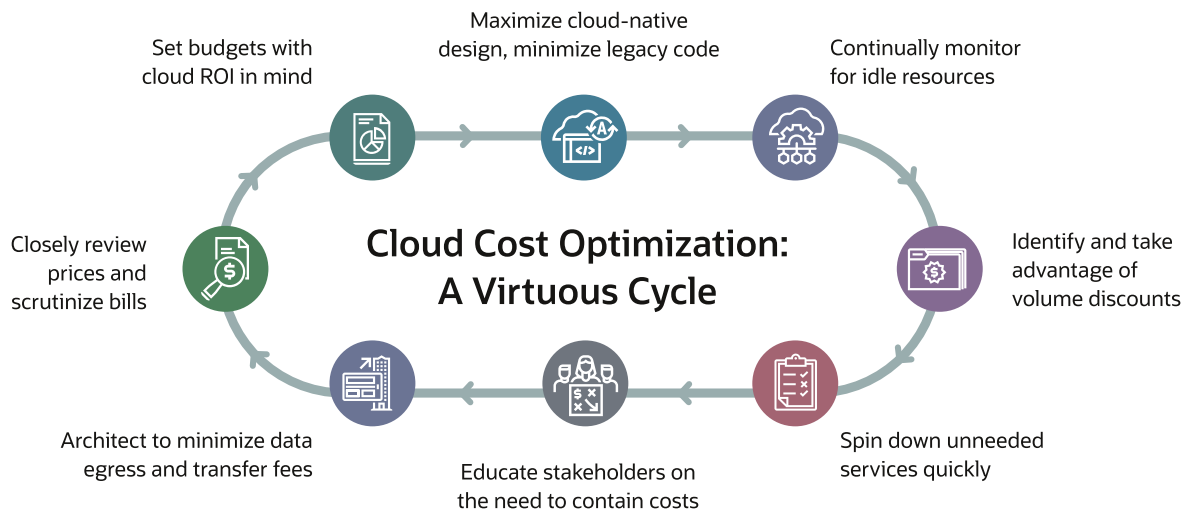 Set budgets with
cloud ROI in mind
Maximize cloud-native
design, minimize legacy code
Continually monitor
for idle resources
A
</>
Closely review
prices and
scrutinize bills
$
Cloud Cost Optimization:
A Virtuous Cycle
$
Identify and take
advantage of
volume discounts
$
Architect to minimize data
egress and transfer fees
Educate stakeholders on
the need to contain costs
Spin down unneeded
services quickly